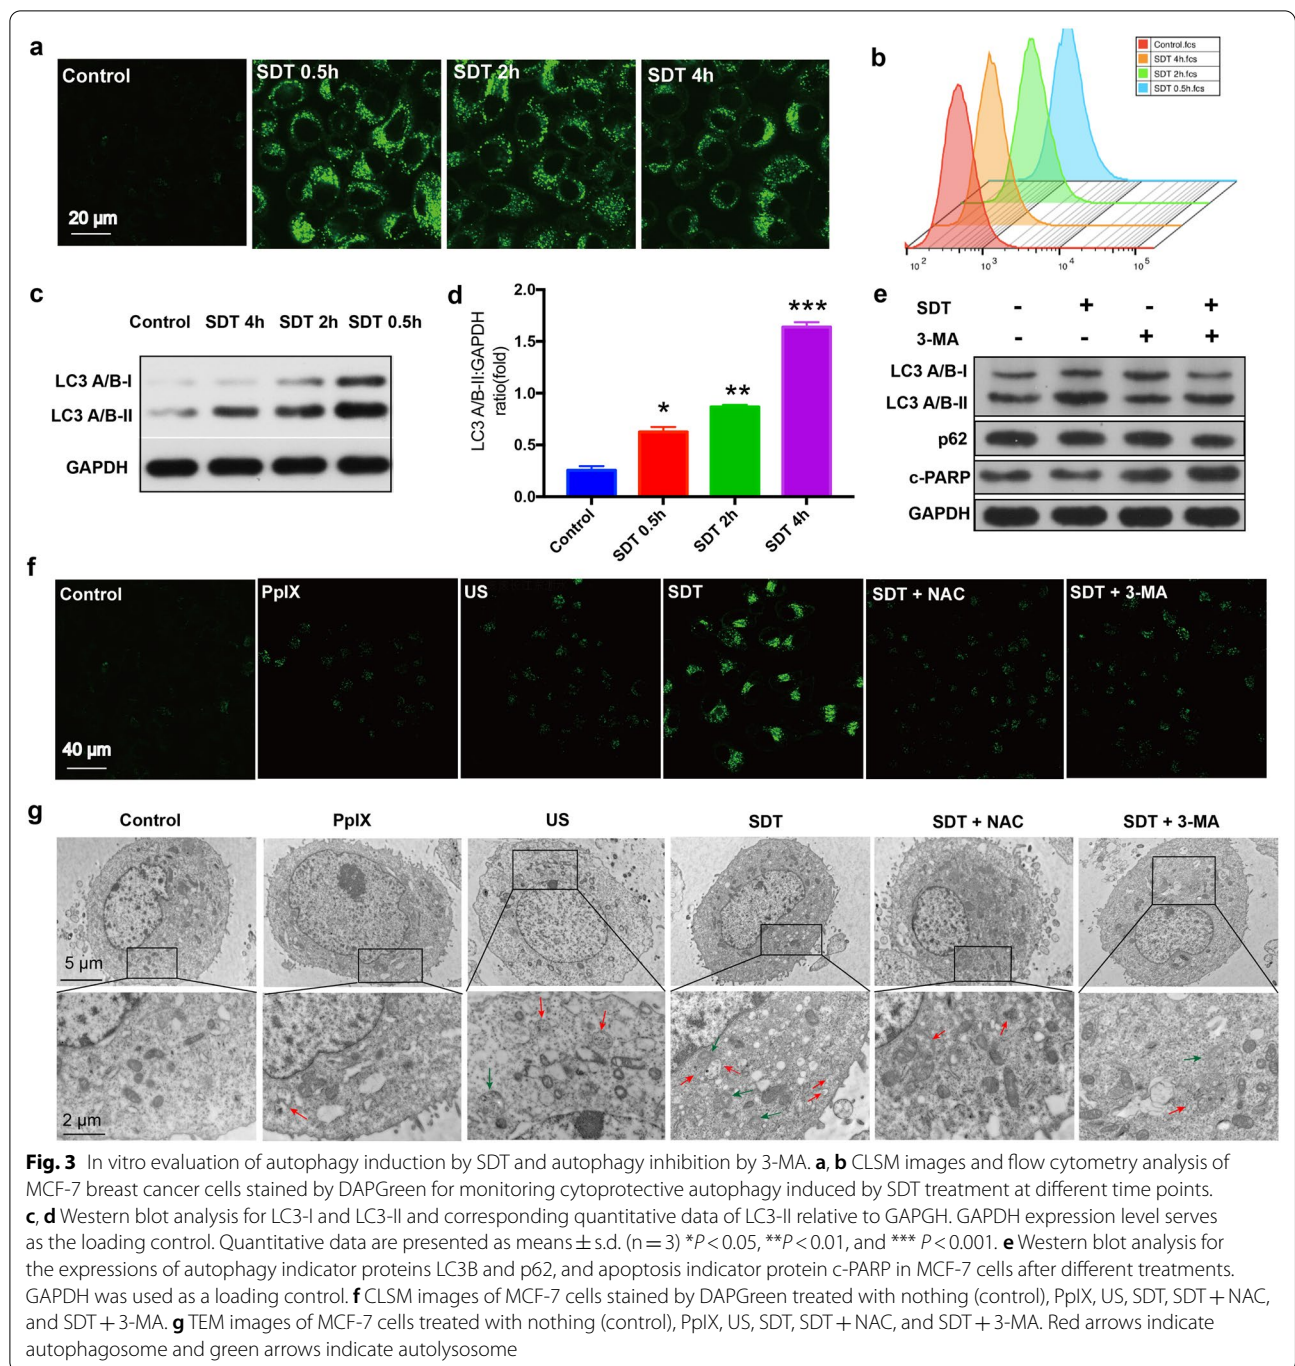 a
Control
SDT 0.5h
SDT 2h
SDT 4h
20 µm
b
Control.fcs
SDT 4h.fcs
SDT 2h.fcs
SDT 0.5h.fcs
10^2 10^3 10^4 10^5
c
Control SDT 4h SDT 2h SDT 0.5h
LC3 A/B-I
LC3 A/B-II
GAPDH
d
LC3 A/B-II:GAPDH
ratio(fold)
2.0
1.5
1.0
0.5
0.0
*
**
***
Control
SDT 0.5h
SDT 2h
SDT 4h
e
SDT - + - +
3-MA - - + +
LC3 A/B-I
LC3 A/B-II
p62
c-PARP
GAPDH
f
Control
PpIX
US
SDT
SDT + NAC
SDT + 3-MA
40 µm
g
Control PpIX US SDT SDT + NAC SDT + 3-MA
5 µm
2 µm
Fig. 3 In vitro evaluation of autophagy induction by SDT and autophagy inhibition by 3-MA. a, b CLSM images and flow cytometry analysis of
MCF-7 breast cancer cells stained by DAPGreen for monitoring cytoprotective autophagy induced by SDT treatment at different time points.
c, d Western blot analysis for LC3-I and LC3-II and corresponding quantitative data of LC3-II relative to GAPGH. GAPDH expression level serves
as the loading control. Quantitative data are presented as means ± s.d. (n = 3) *P < 0.05, **P < 0.01, and *** P < 0.001. e Western blot analysis for
the expressions of autophagy indicator proteins LC3B and p62, and apoptosis indicator protein c-PARP in MCF-7 cells after different treatments.
GAPDH was used as a loading control. f CLSM images of MCF-7 cells stained by DAPGreen treated with nothing (control), PpIX, US, SDT, SDT + NAC,
and SDT + 3-MA. g TEM images of MCF-7 cells treated with nothing (control), PpIX, US, SDT, SDT + NAC, and SDT + 3-MA. Red arrows indicate
autophagosome and green arrows indicate autolysosome